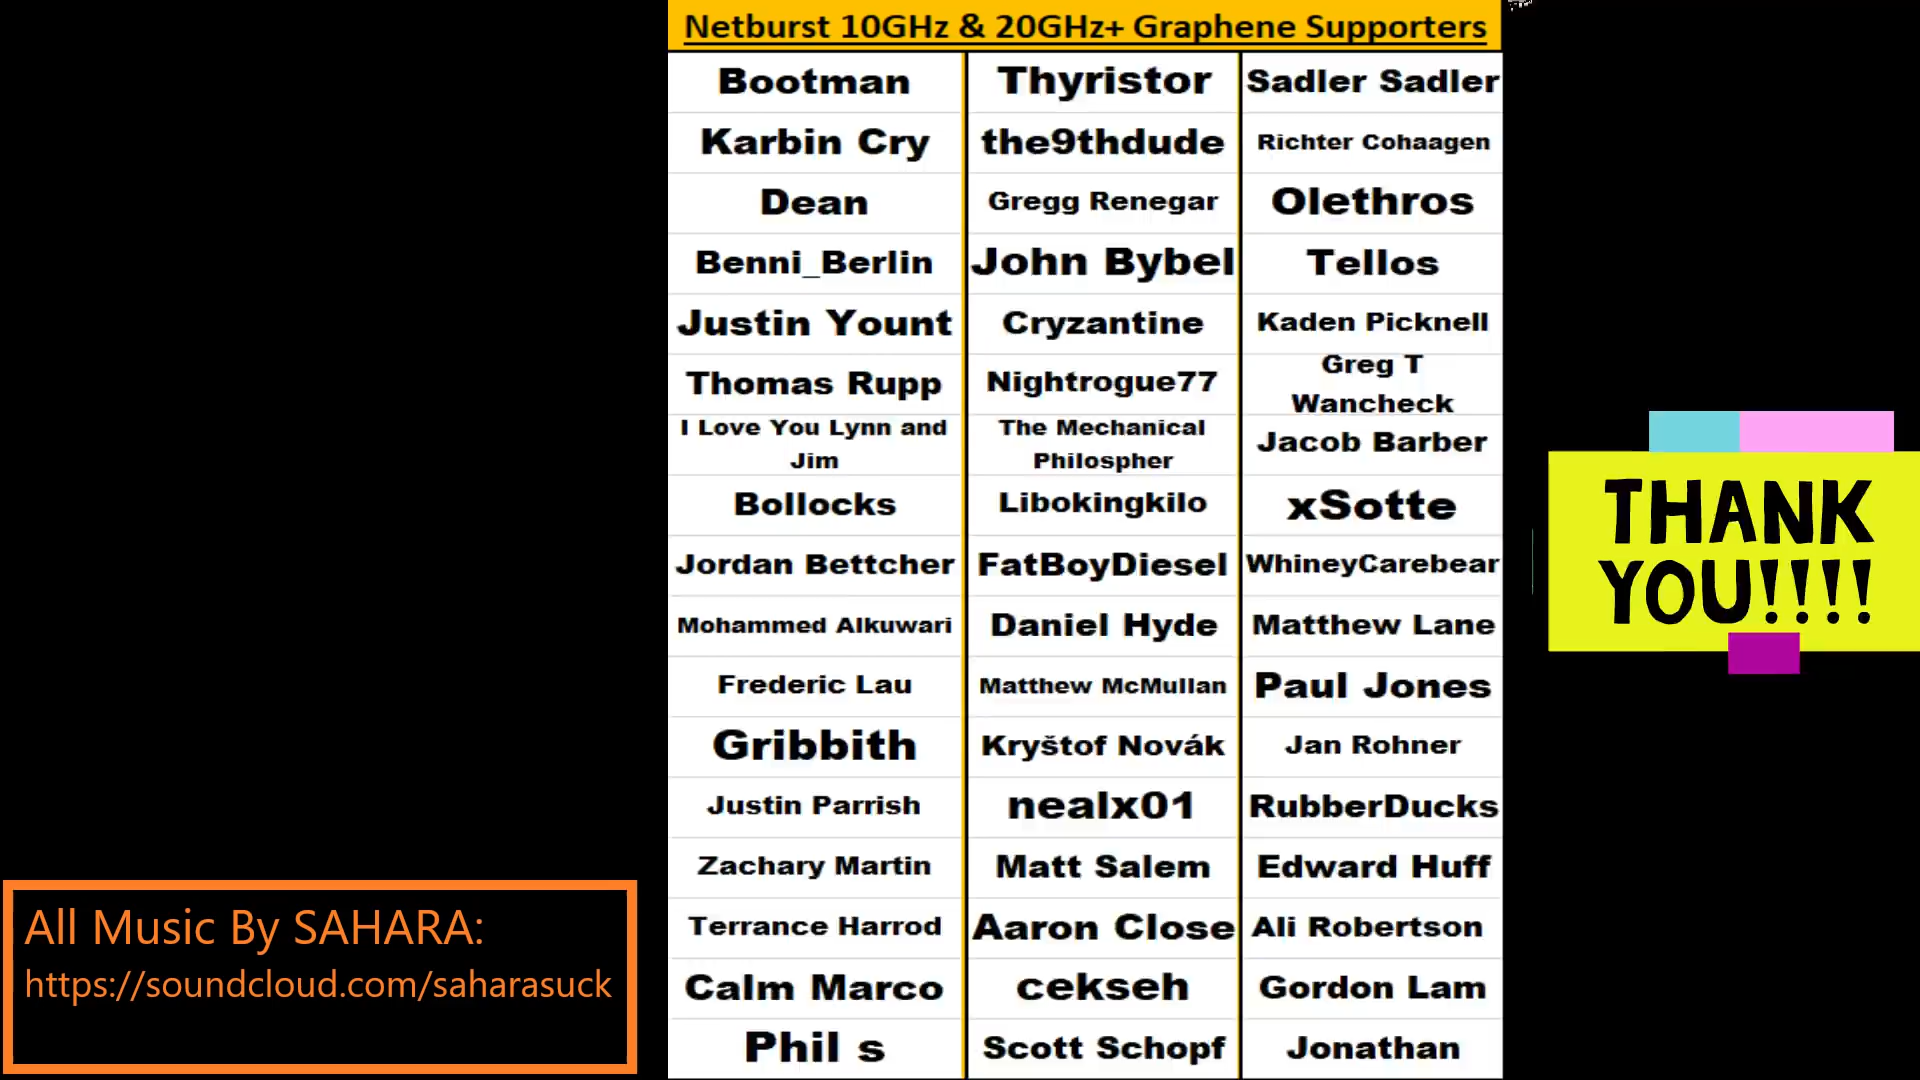 Netburst 10GHz & 20GHz+ Graphene Supporters
Bootman
Thyristor
Sadler Sadler
Karbin Cry
the9thdude
Richter Cohaagen
Dean
Gregg Renegar
Olethros
Benni_Berlin
John Bybel
Tellos
Justin Yount
Cryzantine
Kaden Picknell
Thomas Rupp
Nightrogue77
Greg T
Wancheck
I Love You Lynn and
Jim
The Mechanical
Philospher
Jacob Barber
Bollocks
Libokingkilo
xSotte
Jordan Bettcher
FatBoyDiesel
WhineyCarebear
Mohammed Alkuwari
Daniel Hyde
Matthew Lane
Frederic Lau
Matthew McMullan
Paul Jones
Gribbith
Kryštof Novák
Jan Rohner
Justin Parrish
nealx01
RubberDucks
Zachary Martin
Matt Salem
Edward Huff
Terrance Harrod
Aaron Close
Ali Robertson
Calm Marco
cekseh
Gordon Lam
Phil s
Scott Schopf
Jonathan
THANK
YOU!!!!
All Music By SAHARA:
https://soundcloud.com/saharasuck